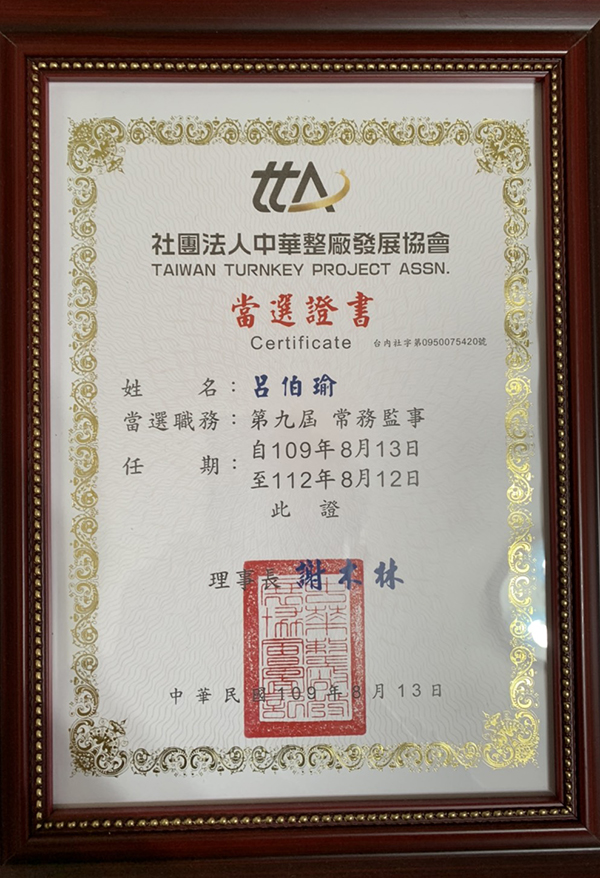 ttA
社團法人中華整廠發展協會
TAIWAN TURNKEY PROJECT ASSN.
當選證書
Certificate 台內社字第0950075420號
姓 名：呂伯瑜
當選職務：第九屆 常務監事
任 期：自109年8月13日
至112年8月12日
此 證
理事長 謝木林
中華民國109年8月13日